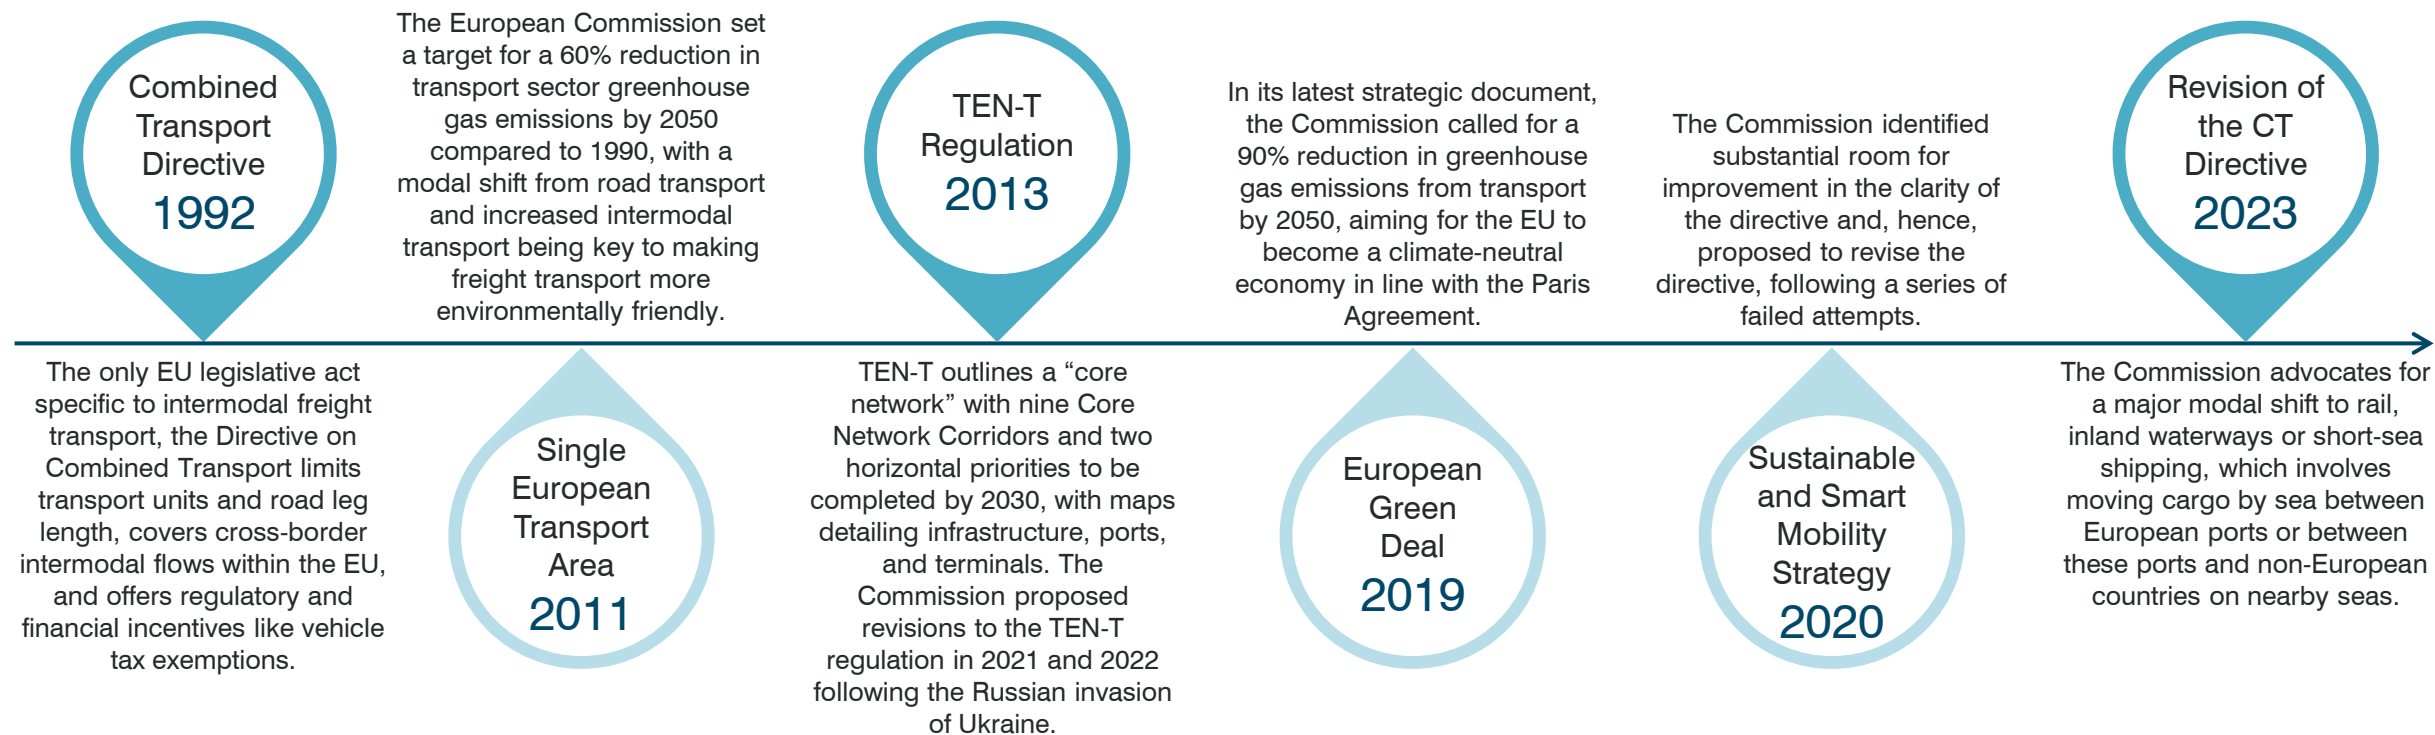 Combined
Transport
Directive
1992
The only EU legislative act
specific to intermodal freight
transport, the Directive on
Combined Transport limits
transport units and road leg
length, covers cross-border
intermodal flows within the EU,
and offers regulatory and
financial incentives like vehicle
tax exemptions.
The European Commission set
a target for a 60% reduction in
transport sector greenhouse
gas emissions by 2050
compared to 1990, with a
modal shift from road transport
and increased intermodal
transport being key to making
freight transport more
environmentally friendly.
Single
European
Transport
Area
2011
TEN-T
Regulation
2013
TEN-T outlines a “core
network” with nine Core
Network Corridors and two
horizontal priorities to be
completed by 2030, with maps
detailing infrastructure, ports,
and terminals. The
Commission proposed
revisions to the TEN-T
regulation in 2021 and 2022
following the Russian invasion
of Ukraine.
In its latest strategic document,
the Commission called for a
90% reduction in greenhouse
gas emissions from transport
by 2050, aiming for the EU to
become a climate-neutral
economy in line with the Paris
Agreement.
European
Green
Deal
2019
The Commission identified
substantial room for
improvement in the clarity of
the directive and, hence,
proposed to revise the
directive, following a series of
failed attempts.
Sustainable
and Smart
Mobility
Strategy
2020
Revision of
the CT
Directive
2023
The Commission advocates for
a major modal shift to rail,
inland waterways or short-sea
shipping, which involves
moving cargo by sea between
European ports or between
these ports and non-European
countries on nearby seas.